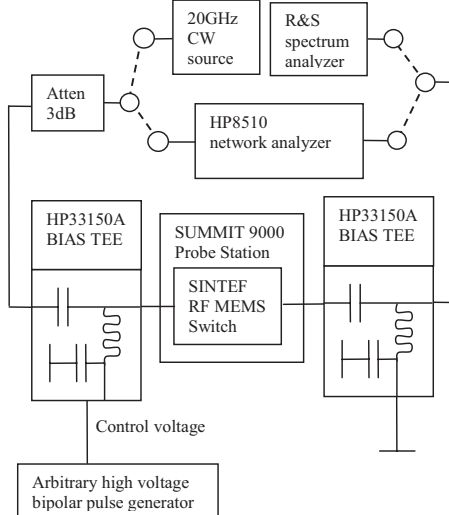 20GHz
CW
source
R&S
spectrum
analyzer
Atten
3dB
HP8510
network analyzer
HP33150A
BIAS TEE
SUMMIT 9000
Probe Station
SINTEF
RF MEMS
Switch
HP33150A
BIAS TEE
Control voltage
Arbitrary high voltage
bipolar pulse generator